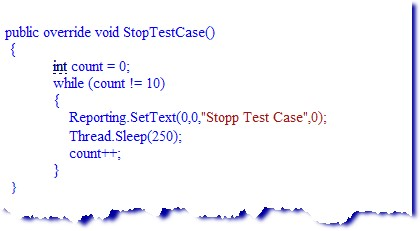 public override void StopTestCase()
{
int count = 0;
while (count != 10)
{
Reporting.SetText(0,0,"Stopp Test Case",0);
Thread.Sleep(250);
count++;
}
}